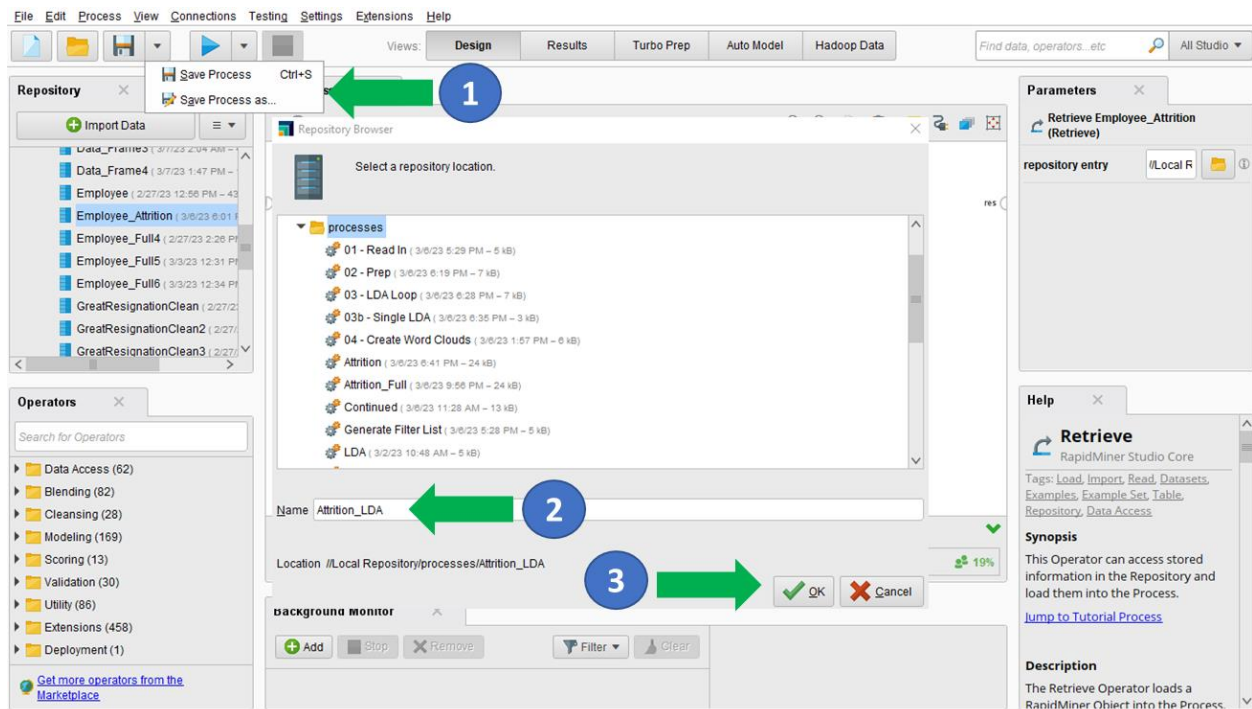 File Edit Process View Connections Testing Settings Extensions Help
Views: Design Results Turbo Prep Auto Model Hadoop Data
Find data, operators...etc
All Studio
Save Process Ctrl+S
Save Process as...
1
Repository
Import Data
Data_Frame3 ( 3/7/23 2:04 AM –
Data_Frame4 ( 3/7/23 1:47 PM –
Employee ( 2/27/23 12:56 PM – 43
Employee_Attrition ( 3/6/23 6:01
Employee_Full4 ( 2/27/23 2:26 PM
Employee_Full5 ( 3/3/23 12:31 PM
Employee_Full6 ( 3/3/23 12:34 PM
GreatResignationClean ( 2/27/23
GreatResignationClean2 ( 2/27/
GreatResignationClean3 ( 2/27/
Operators
Search for Operators
Data Access (62)
Blending (82)
Cleansing (28)
Modeling (169)
Scoring (13)
Validation (30)
Utility (86)
Extensions (458)
Deployment (1)
Get more operators from the
Marketplace
Repository Browser
Select a repository location.
processes
01 - Read In ( 3/6/23 5:29 PM – 5 kB)
02 - Prep ( 3/6/23 6:19 PM – 7 kB)
03 - LDA Loop ( 3/6/23 6:28 PM – 7 kB)
03b - Single LDA ( 3/6/23 6:35 PM – 3 kB)
04 - Create Word Clouds ( 3/6/23 1:57 PM – 6 kB)
Attrition ( 3/6/23 6:41 PM – 24 kB)
Attrition_Full ( 3/6/23 9:56 PM – 24 kB)
Continued ( 3/6/23 11:28 AM – 13 kB)
Generate Filter List ( 3/6/23 5:28 PM – 5 kB)
LDA ( 3/2/23 10:48 AM – 5 kB)
Name Attrition_LDA
2
Location //Local Repository/processes/Attrition_LDA
3
OK Cancel
res
19%
Background Monitor
Add Stop Remove Filter Clear
Parameters
Retrieve Employee_Attrition
(Retrieve)
repository entry //Local R
Help
Retrieve
RapidMiner Studio Core
Tags: Load, Import, Read, Datasets,
Examples, Example Set, Table,
Repository, Data Access
Synopsis
This Operator can access stored
information in the Repository and
load them into the Process.
Jump to Tutorial Process
Description
The Retrieve Operator loads a
RapidMiner Object into the Process.